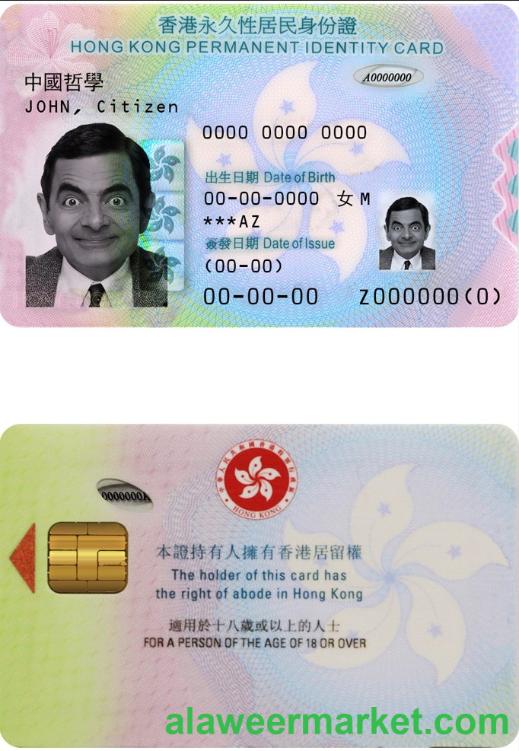 香港永久性居民身份證
HONG KONG PERMANENT IDENTITY CARD
中國哲學
A0000000
JOHN, Citizen
0000 0000 0000
出生日期 Date of Birth
00-00-0000 女 M
***AZ
簽發日期 Date of Issue
(00-00)
00-00-00 Z000000(0)
A0000000
HONG KONG
本證持有人擁有香港居留權
The holder of this card has
the right of abode in Hong Kong
適用於十八歲或以上的人士
FOR A PERSON OF THE AGE OF 18 OR OVER
alaweermarket.com